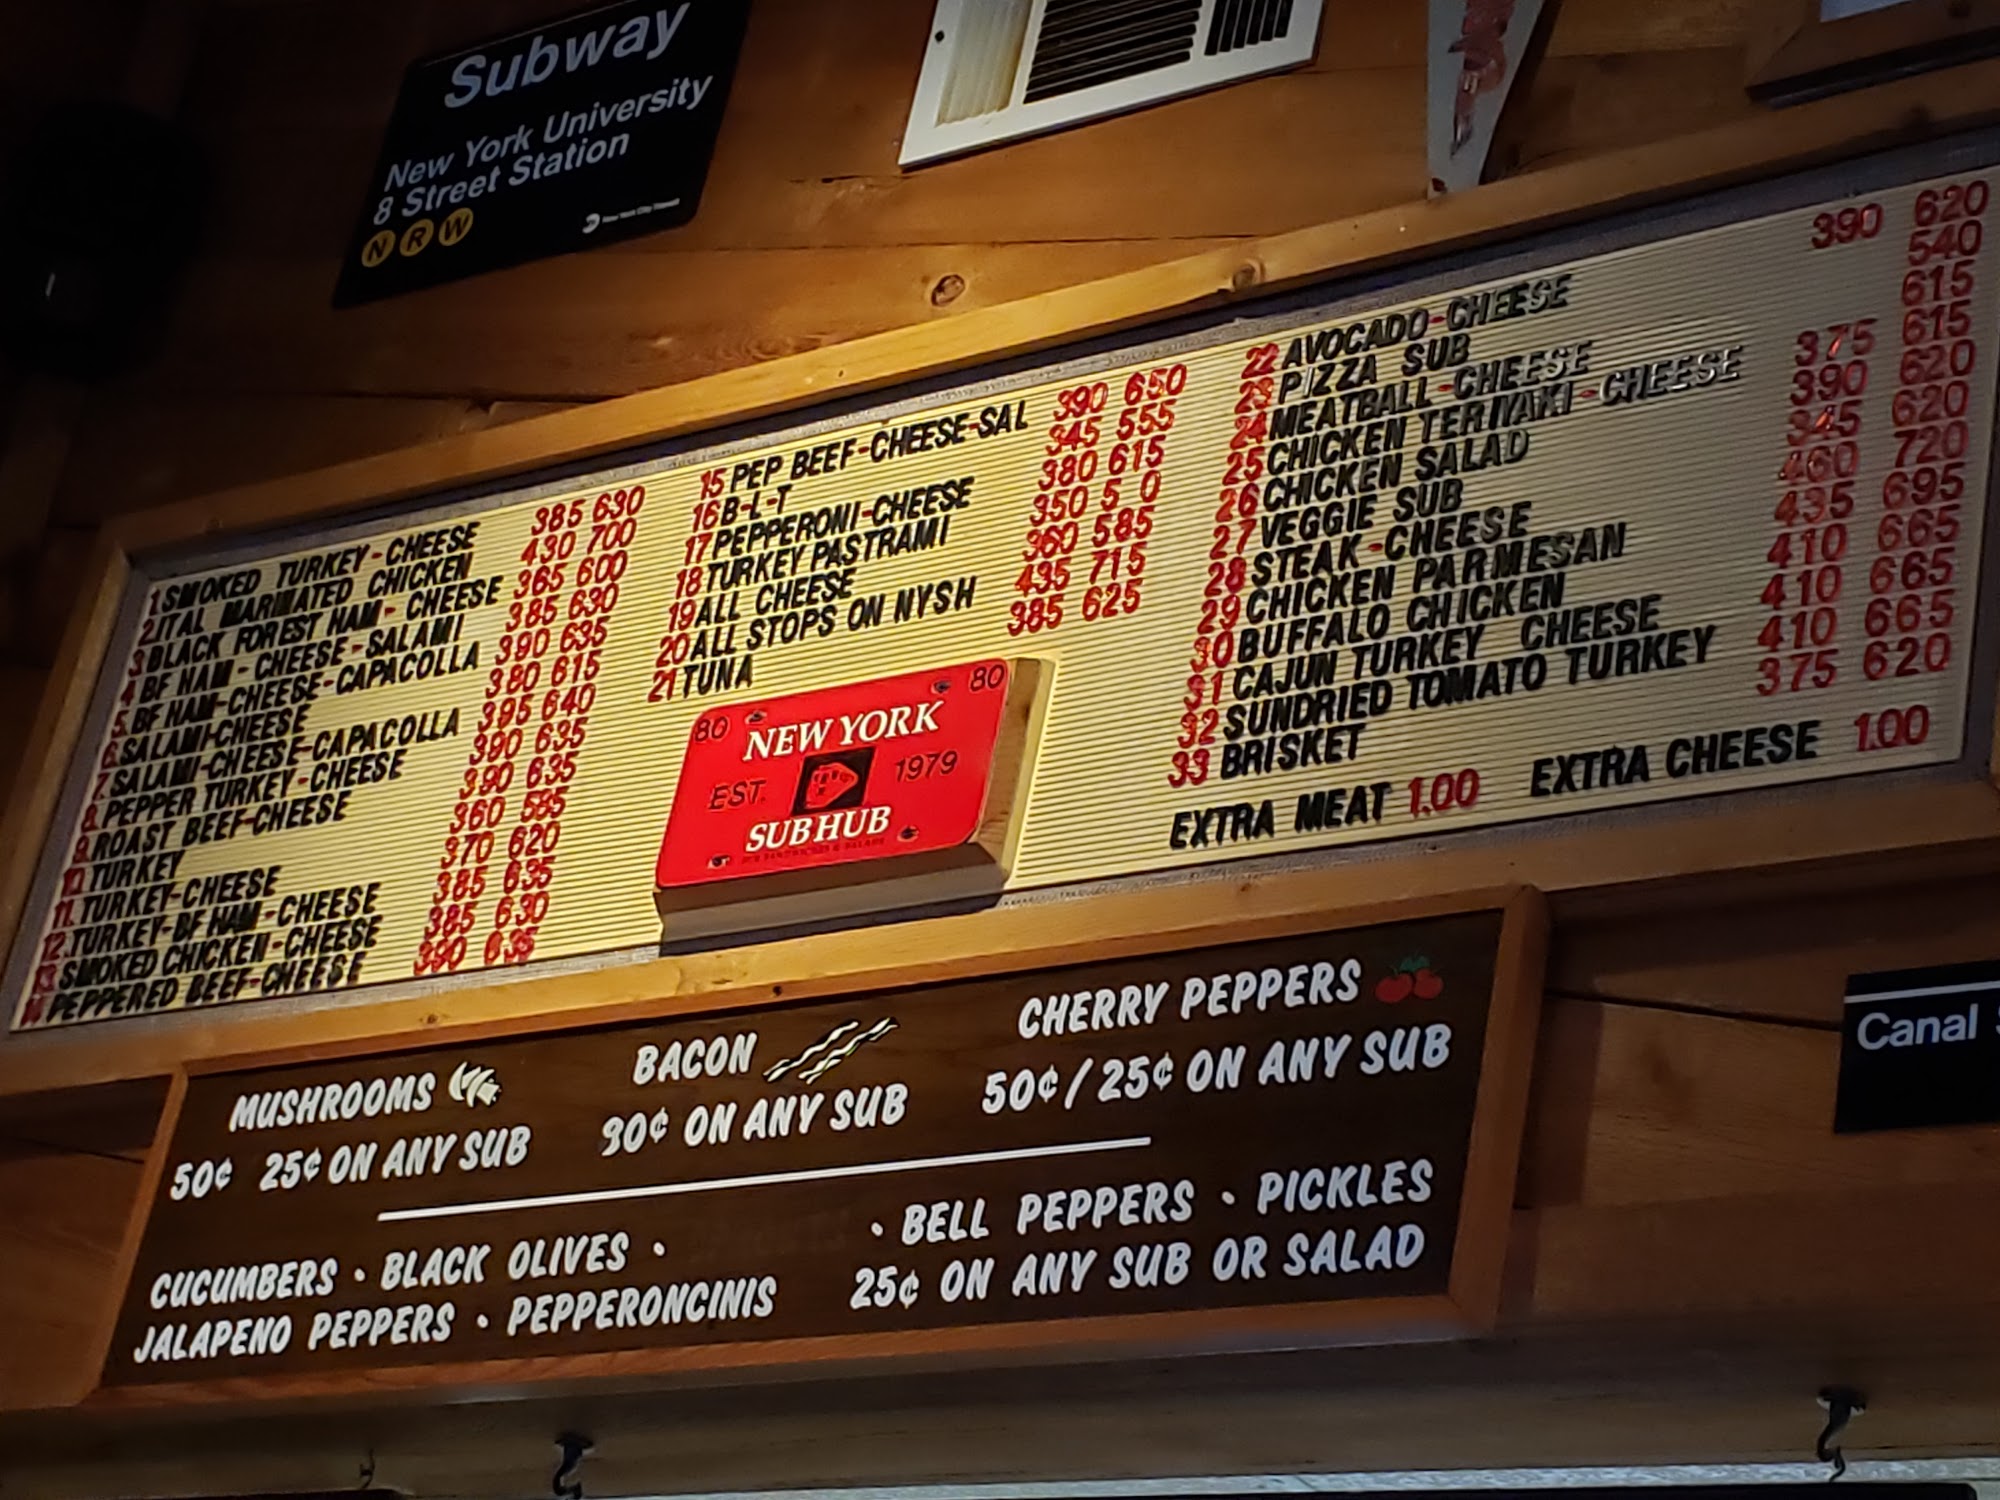 Subway
New York University
8 Street Station
N R W
New York City Transit
1 SMOKED TURKEY-CHEESE 385 630
2 ITAL MARINATED CHICKEN 430 700
3 BLACK FOREST HAM-CHEESE 365 600
4 BF HAM-CHEESE-SALAMI 385 630
5 BF HAM-CHEESE-CAPACOLLA 390 635
6 SALAMI-CHEESE 380 615
7 SALAMI-CHEESE-CAPACOLLA 395 640
8 PEPPER TURKEY-CHEESE 390 635
9 ROAST BEEF-CHEESE 390 635
10 TURKEY 360 585
11 TURKEY-CHEESE 370 620
12 TURKEY-BF HAM-CHEESE 385 635
13 SMOKED CHICKEN-CHEESE 385 630
14 PEPPERED BEEF-CHEESE 390 635
15 PEP BEEF-CHEESE-SAL 390 650
16 B-L-T 345 555
17 PEPPERONI-CHEESE 380 615
18 TURKEY PASTRAMI 350 5 0
19 ALL CHEESE 360 585
20 ALL STOPS ON NYSH 435 715
21 TUNA 385 625
80 80
NEW YORK
EST. 1979
SUBHUB
22 AVOCADO-CHEESE 390 620
23 PIZZA SUB 540
24 MEATBALL-CHEESE 615
25 CHICKEN TERIYAKI-CHEESE 375 615
26 CHICKEN SALAD 390 620
27 VEGGIE SUB 345 620
28 STEAK-CHEESE 460 720
29 CHICKEN PARMESAN 435 695
30 BUFFALO CHICKEN 410 665
31 CAJUN TURKEY CHEESE 410 665
32 SUNDRIED TOMATO TURKEY 410 665
33 BRISKET 375 620
EXTRA MEAT 1.00 EXTRA CHEESE 1.00
MUSHROOMS
50¢ 25¢ ON ANY SUB
BACON
90¢ ON ANY SUB
CHERRY PEPPERS
50¢ / 25¢ ON ANY SUB
CUCUMBERS • BLACK OLIVES • • BELL PEPPERS • PICKLES
JALAPENO PEPPERS • PEPPERONCINIS 25¢ ON ANY SUB OR SALAD
Canal